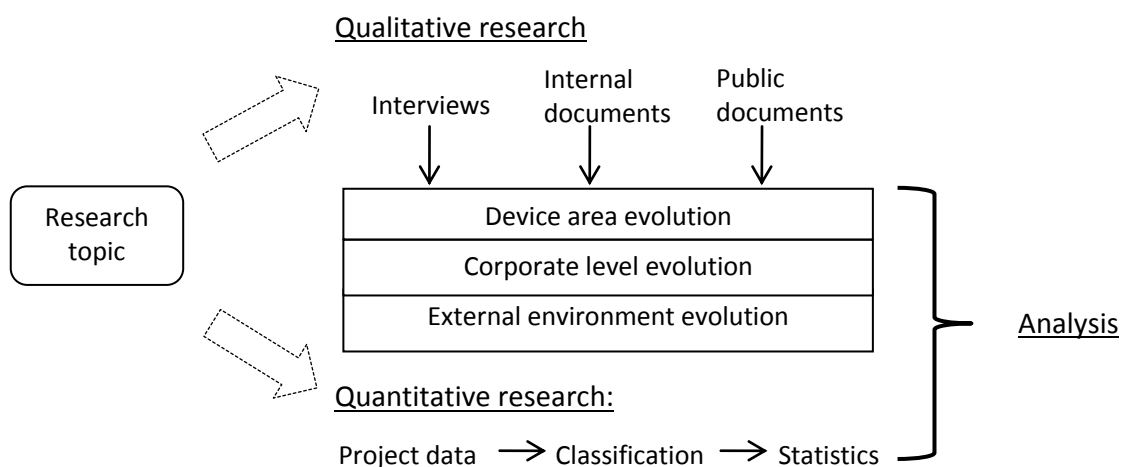 Qualitative research
Interviews
Internal
documents
Public
documents
Research
topic
Device area evolution
Corporate level evolution
External environment evolution
Analysis
Quantitative research:
Project data
Classification
Statistics